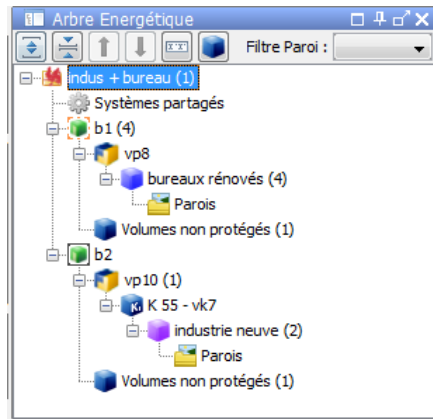 Arbre Energétique
Filtre Paroi :
indus + bureau (1)
Systèmes partagés
b1 (4)
vp8
bureaux rénovés (4)
Parois
Volumes non protégés (1)
b2
vp10 (1)
K 55 - vk7
industrie neuve (2)
Parois
Volumes non protégés (1)